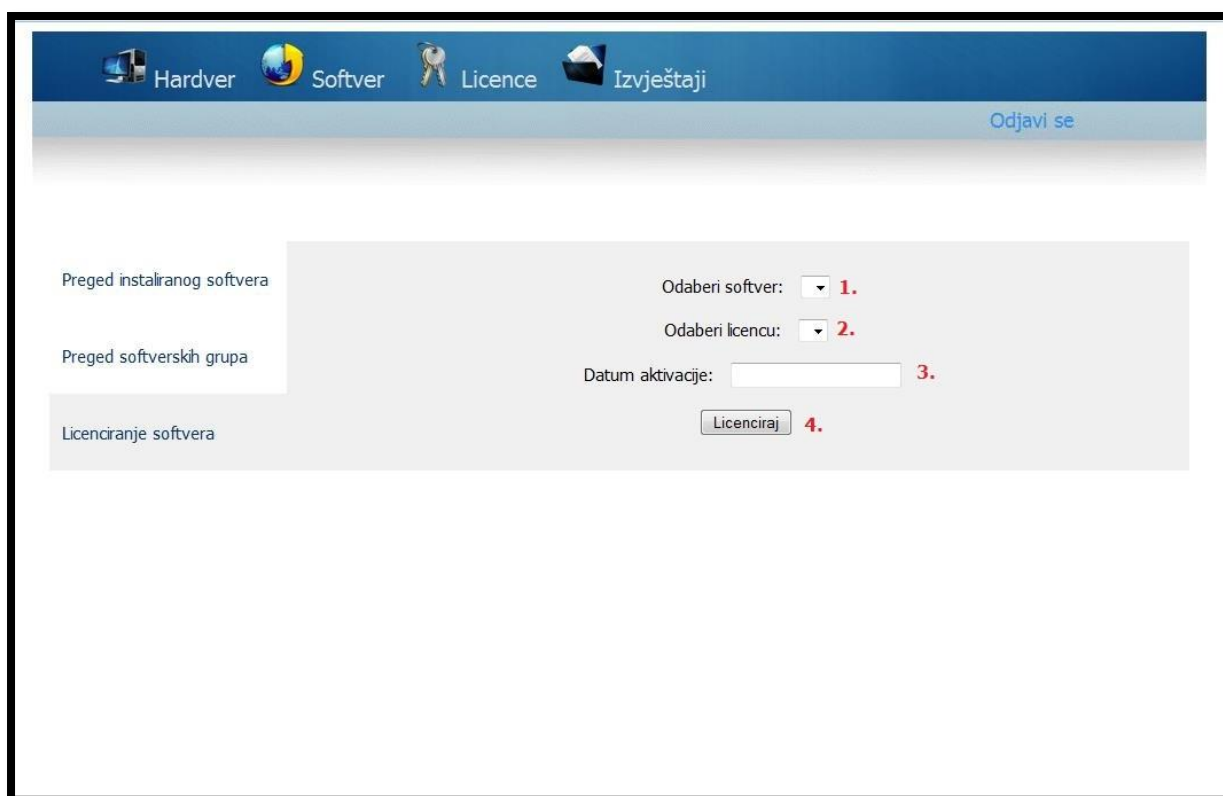 Hardver Softver Licence Izvještaji
Odjavi se
Preged instaliranog softvera
Preged softverskih grupa
Licenciranje softvera
Odaberi softver: 1.
Odaberi licencu: 2.
Datum aktivacije: 3.
Licenciraj 4.